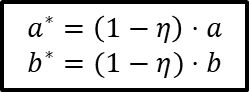 a* = (1 − η) · a
b* = (1 − η) · b